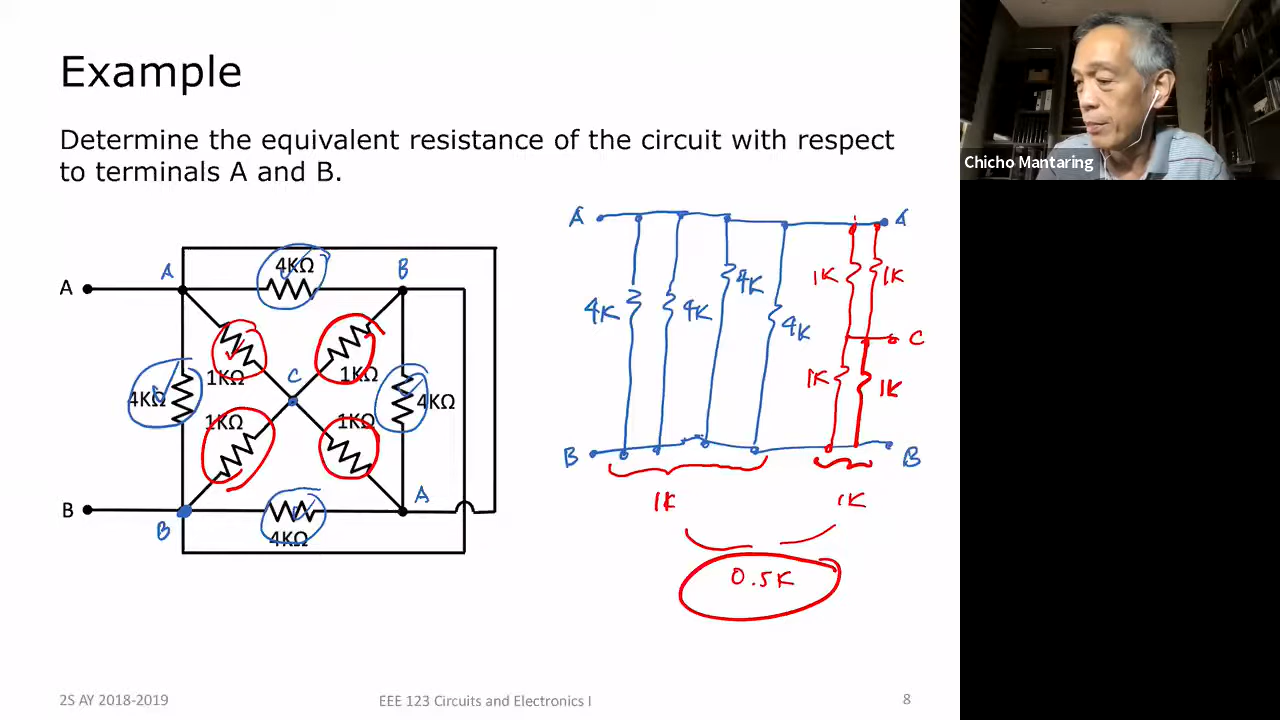 Example
Chicho Mantaring
Determine the equivalent resistance of the circuit with respect
to terminals A and B.
A
A
4KΩ
B
1KΩ
1KΩ
C
4KΩ
4KΩ
1KΩ
1KΩ
B
B
4KΩ
A
A
A
4K
4K
4K
4K
1K
1K
C
1K
1K
B
B
1K
1K
0.5K
2S AY 2018-2019
EEE 123 Circuits and Electronics I
8